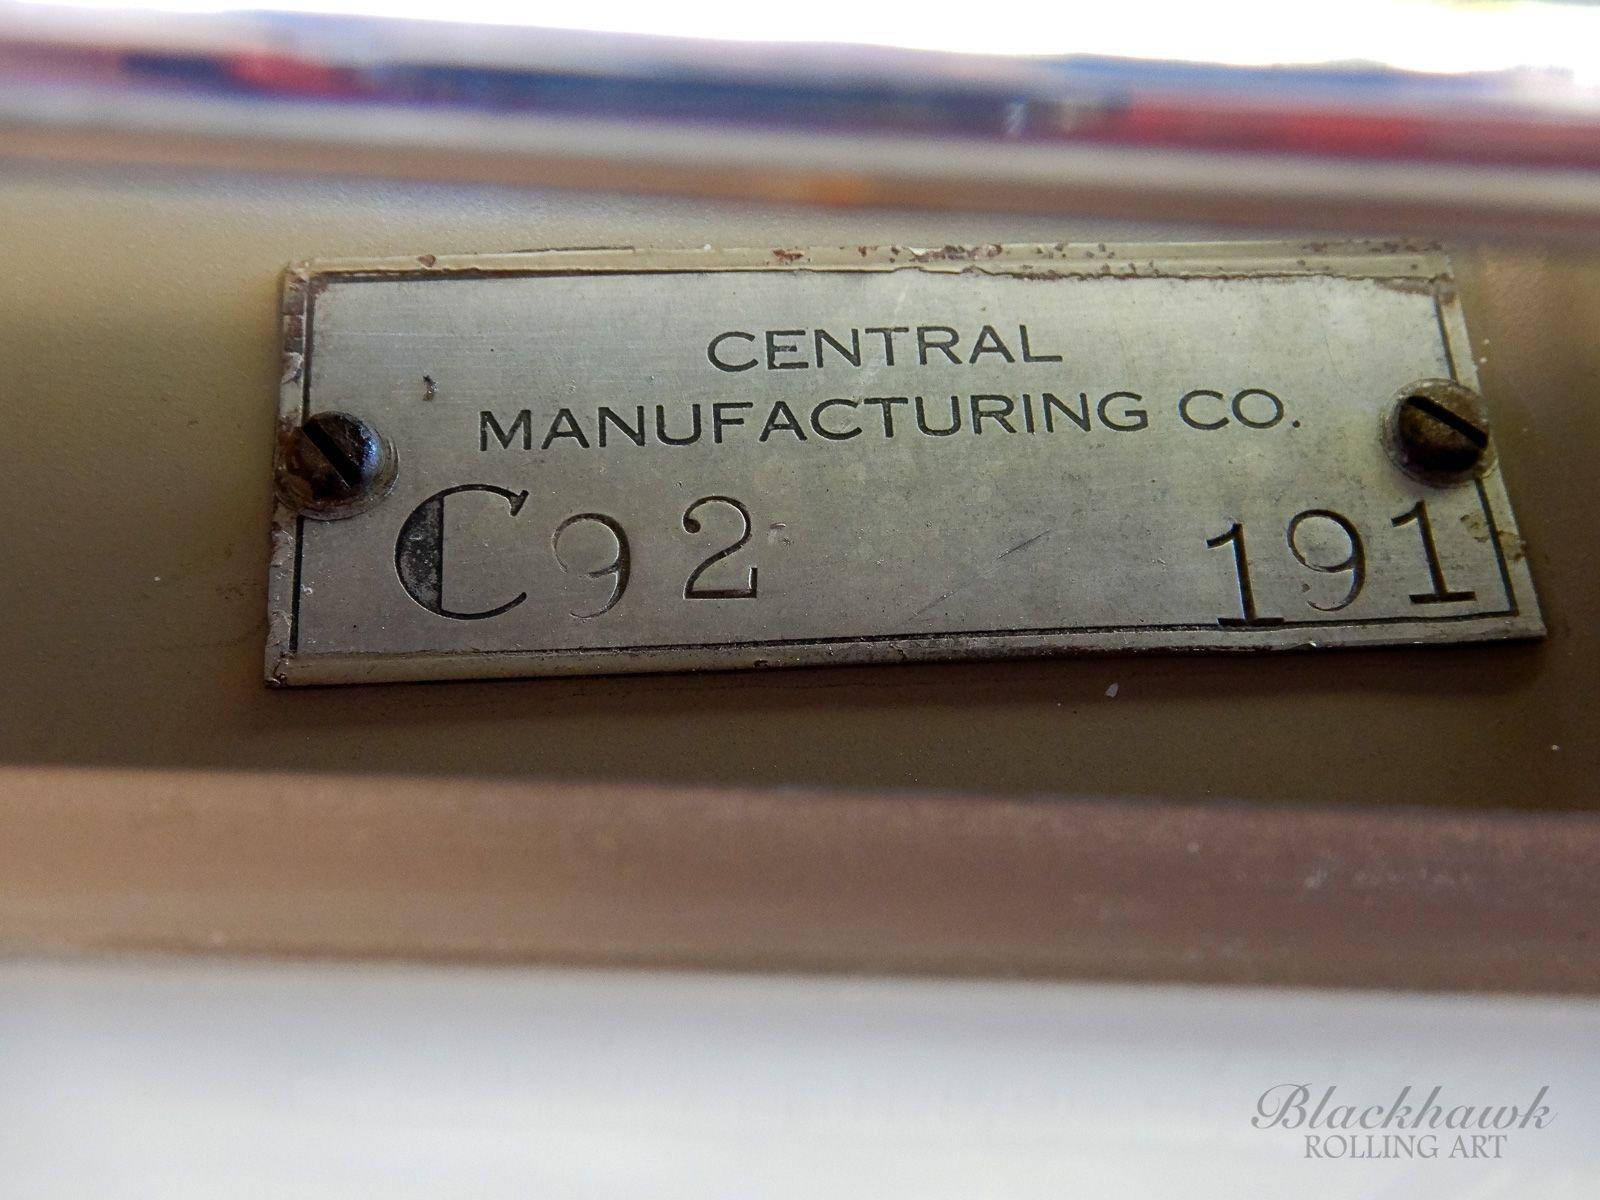 CENTRAL
MANUFACTURING CO.
C92 191
Blackhawk
ROLLING ART